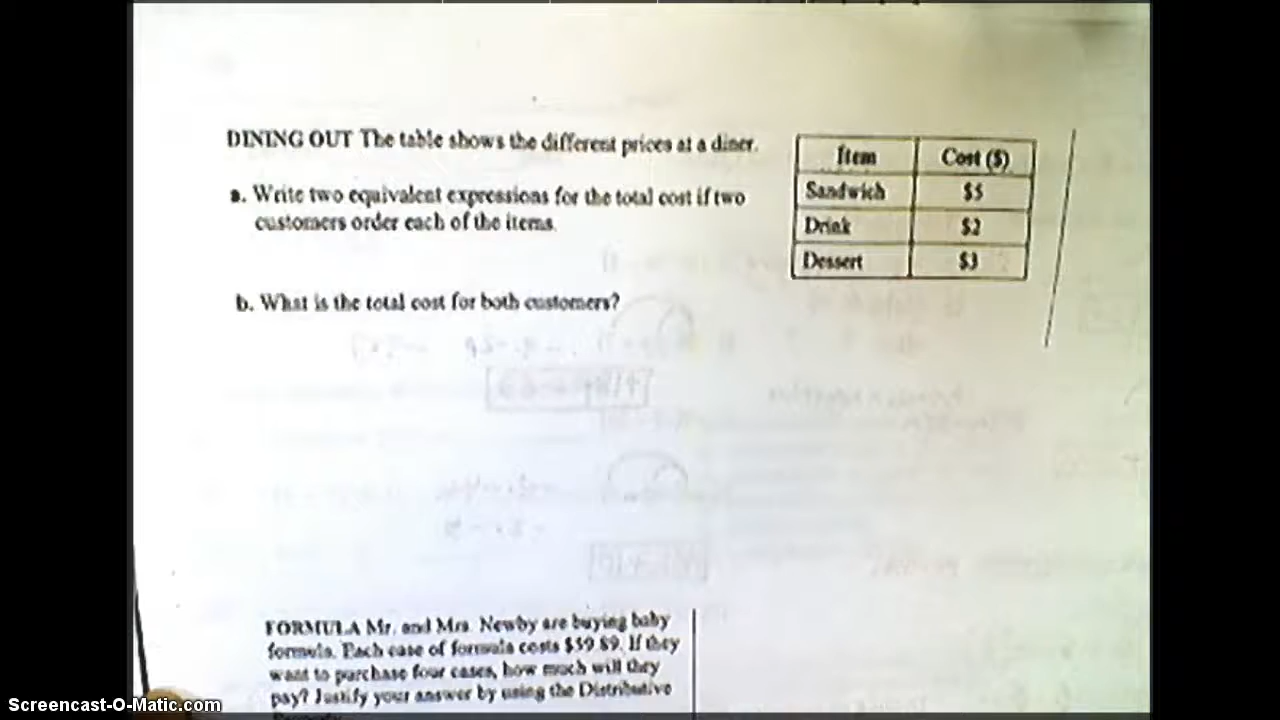 DINING OUT The table shows the different prices at a diner.
a. Write two equivalent expressions for the total cost if two
customers order each of the items.
b. What is the total cost for both customers?
Item Cost ($)
Sandwich $5
Drink $2
Dessert $3
FORMULA Mr. and Mrs. Newby are buying baby
formula. Each case of formula costs $59.89. If they
want to purchase four cases, how much will they
pay? Justify your answer by using the Distributive
Screencast-O-Matic.com